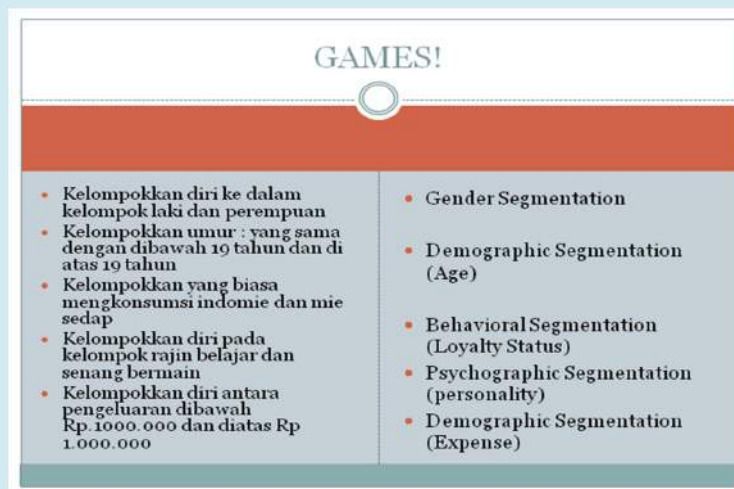 GAMES!
• Kelompokkan diri ke dalam
kelompok laki dan perempuan
• Kelompokkan umur : yang sama
dengan dibawah 19 tahun dan di
atas 19 tahun
• Kelompokkan yang biasa
mengkonsumsi indomie dan mie
sedap
• Kelompokkan diri pada
kelompok rajin belajar dan
senang bermain
• Kelompokkan diri antara
pengeluaran dibawah
Rp.1000.000 dan diatas Rp
1.000.000
• Gender Segmentation
• Demographic Segmentation
(Age)
• Behavioral Segmentation
(Loyalty Status)
• Psychographic Segmentation
(personality)
• Demographic Segmentation
(Expense)